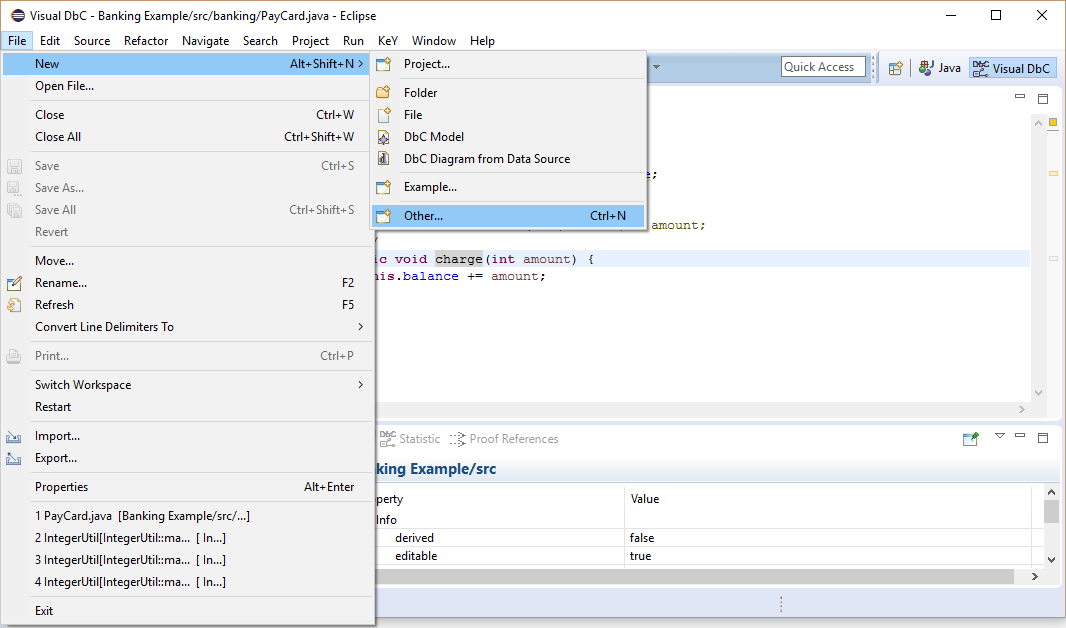 Visual DbC - Banking Example/src/banking/PayCard.java - Eclipse
File Edit Source Refactor Navigate Search Project Run KeY Window Help
New Alt+Shift+N
Open File...
Close Ctrl+W
Close All Ctrl+Shift+W
Save Ctrl+S
Save As...
Save All Ctrl+Shift+S
Revert
Move...
Rename... F2
Refresh F5
Convert Line Delimiters To
Print... Ctrl+P
Switch Workspace
Restart
Import...
Export...
Properties Alt+Enter
1 PayCard.java [Banking Example/src/...]
2 IntegerUtil[IntegerUtil::ma... [ In...]
3 IntegerUtil[IntegerUtil::ma... [ In...]
4 IntegerUtil[IntegerUtil::ma... [ In...]
Exit
Project...
Folder
File
DbC Model
DbC Diagram from Data Source
Example...
Other... Ctrl+N
Quick Access
Java
DbC Visual DbC
e;
amount;
ic void charge(int amount) {
his.balance += amount;
DbC Statistic Proof References
king Example/src
perty Value
Info
derived false
editable true